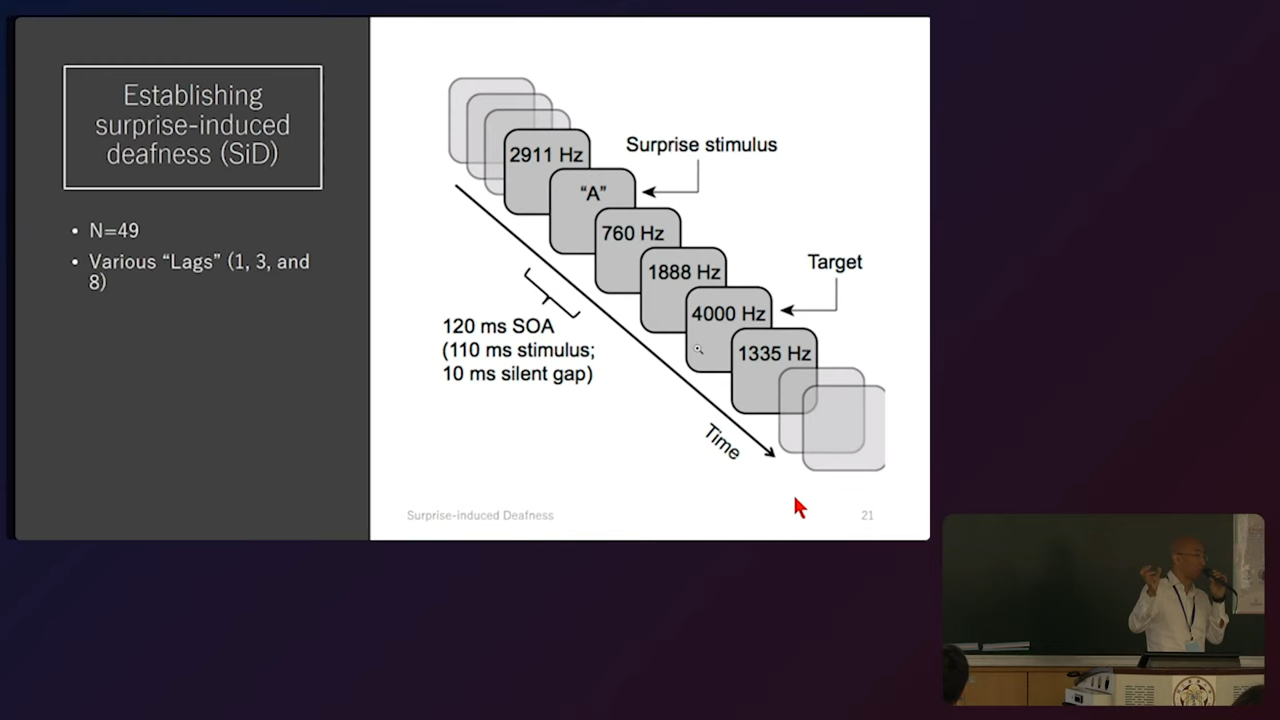 Establishing
surprise-induced
deafness (SiD)
• N=49
• Various “Lags” (1, 3, and
8)
2911 Hz
Surprise stimulus
“A”
760 Hz
1888 Hz
Target
4000 Hz
1335 Hz
120 ms SOA
(110 ms stimulus;
10 ms silent gap)
Time
Surprise-induced Deafness
21